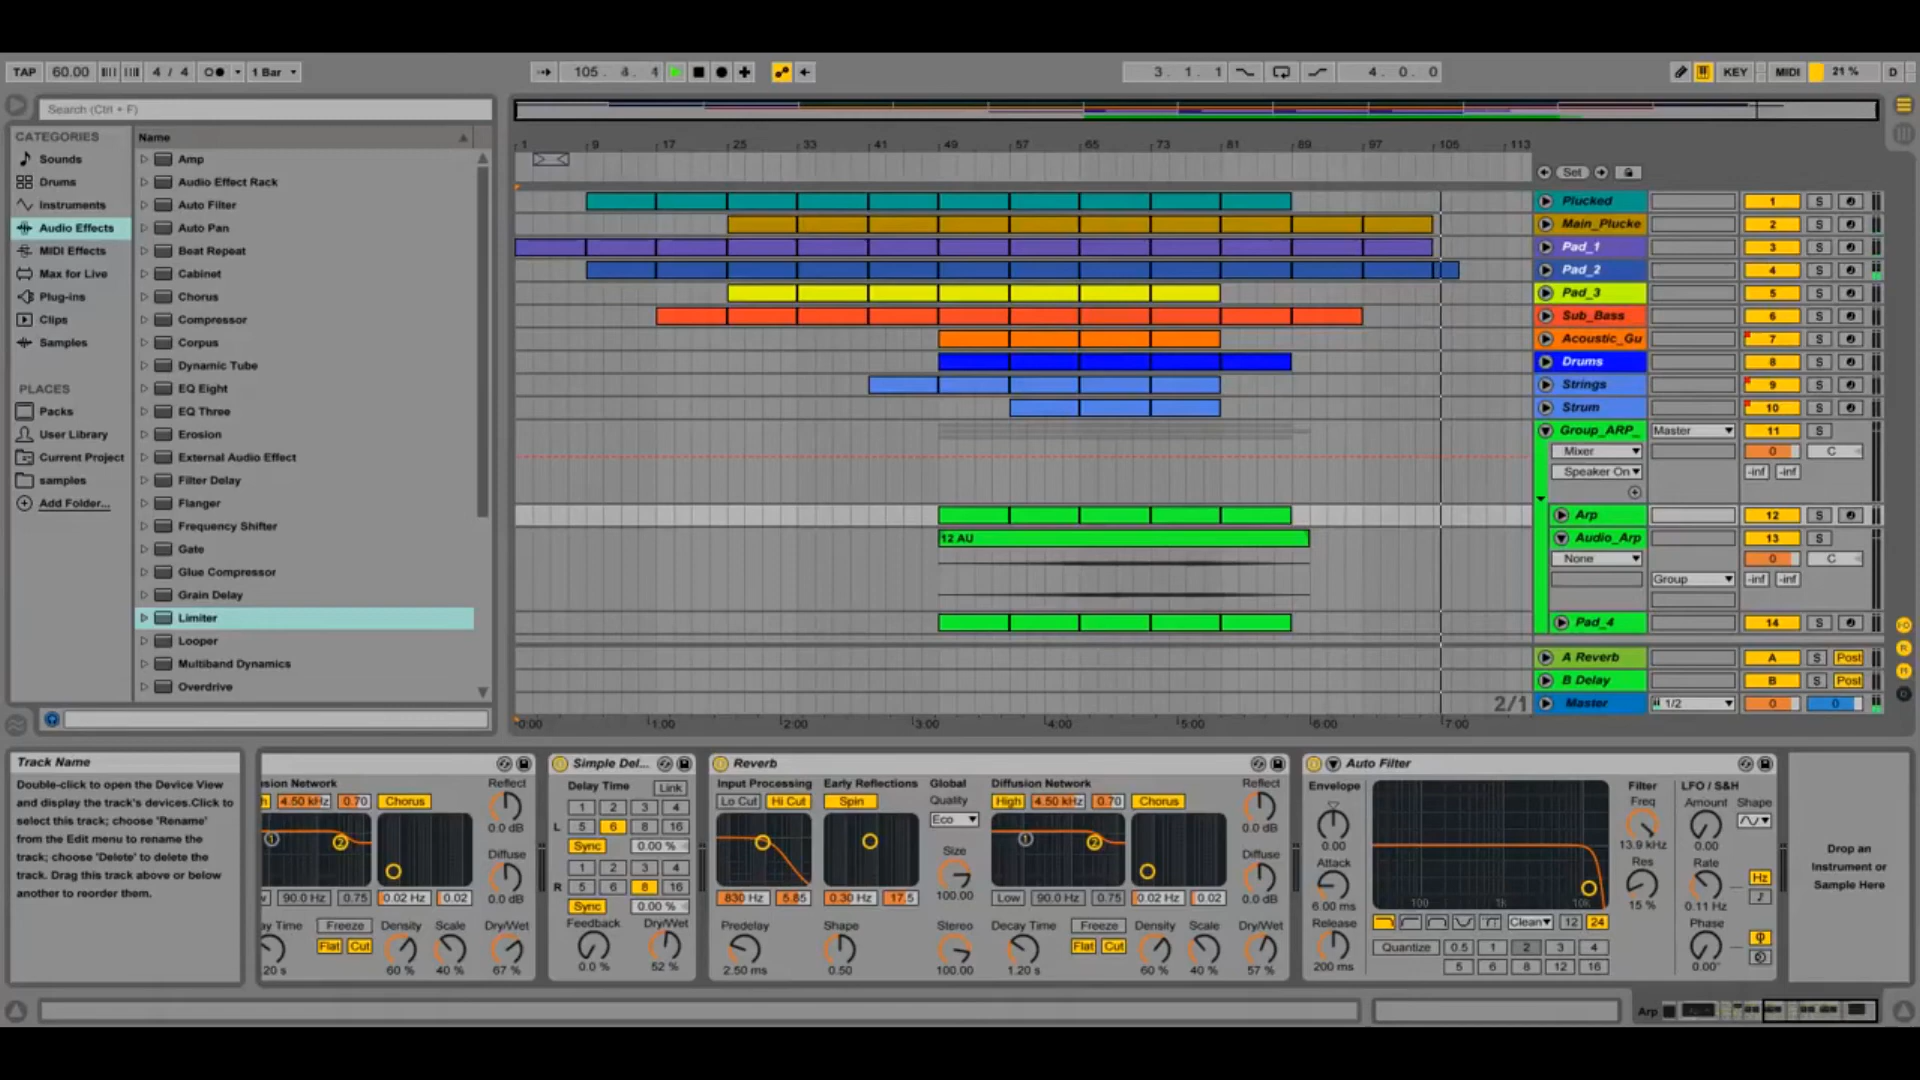 TAP 60.00 4 / 4 1 Bar 105. 3. 1. 1 4. 0. 0 KEY MIDI 21 % D
Search (Ctrl + F)
CATEGORIES
Sounds
Drums
Instruments
Audio Effects
MIDI Effects
Max for Live
Plug-ins
Clips
Samples
PLACES
Packs
User Library
Current Project
samples
Add Folder...
Name
Amp
Audio Effect Rack
Auto Filter
Auto Pan
Beat Repeat
Cabinet
Chorus
Compressor
Corpus
Dynamic Tube
EQ Eight
EQ Three
Erosion
External Audio Effect
Filter Delay
Flanger
Frequency Shifter
Gate
Glue Compressor
Grain Delay
Limiter
Looper
Multiband Dynamics
Overdrive
1 9 17 25 33 41 49 57 65 73 81 89 97 105 113
Set
Plucked 1 S
Main_Plucke 2 S
Pad_1 3 S
Pad_2 4 S
Pad_3 5 S
Sub_Bass 6 S
Acoustic_Gu 7 S
Drums 8 S
Strings 9 S
Strum 10 S
Group_ARP_ Master 11 S
Mixer 0 C
Speaker On -inf -inf
Arp 12 S
12 AU Audio_Arp 13 S
None 0 C
Group -inf -inf
Pad_4 14 S
A Reverb A S Post
B Delay B S Post
2/1 Master 1/2 0 0
0:00 1:00 2:00 3:00 4:00 5:00 6:00 7:00
Track Name
Double-click to open the Device View
and display the track's devices.Click to
select this track; choose 'Rename'
from the Edit menu to rename the
track; choose 'Delete' to delete the
track. Drag this track above or below
another to reorder them.
usion Network Reflect
4.50 kHz 0.70 Chorus
0.0 dB
1 2
Diffuse
90.0 Hz 0.75 0.02 Hz 0.02 0.0 dB
ay Time Freeze Density Scale Dry/Wet
Flat Cut
20 s 60 % 40 % 67 %
Simple Del...
Delay Time Link
1 2 3 4
L 5 6 8 16
Sync 0.00 %
1 2 3 4
R 5 6 8 16
Sync 0.00 %
Feedback Dry/Wet
0.0 % 52 %
Reverb
Input Processing Early Reflections Global Diffusion Network Reflect
Lo Cut Hi Cut Spin Quality High 4.50 kHz 0.70 Chorus
Eco 0.0 dB
1 2
Size Diffuse
830 Hz 5.85 0.30 Hz 17.5 100.00 Low 90.0 Hz 0.75 0.02 Hz 0.02 0.0 dB
Predelay Shape Stereo Decay Time Freeze Density Scale Dry/Wet
Flat Cut
2.50 ms 0.50 100.00 1.20 s 60 % 40 % 57 %
Auto Filter
Envelope Filter LFO / S&H
Freq Amount Shape
0.00 13.9 kHz 0.00
Attack Res Rate
Hz
6.00 ms 100 1k 10k 15 % 0.11 Hz
Release Clean 12 24 Phase
Quantize 0.5 1 2 3 4
200 ms 5 6 8 12 16 0.00°
Drop an
Instrument or
Sample Here
Arp